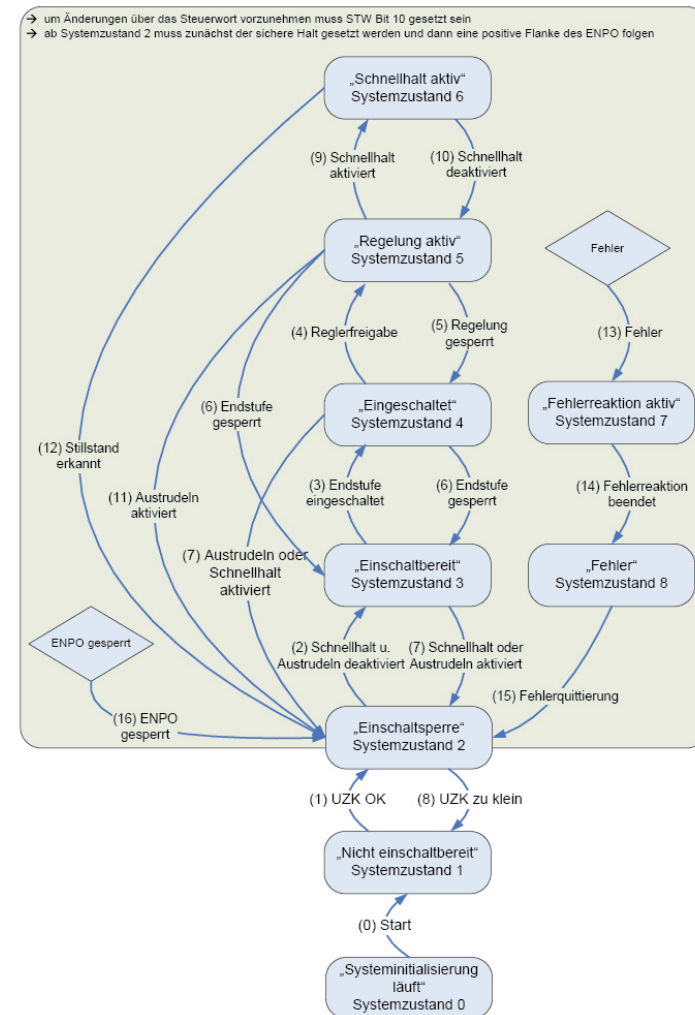 → um Änderungen über das Steuerwort vorzunehmen muss STW Bit 10 gesetzt sein
→ ab Systemzustand 2 muss zunächst der sichere Halt gesetzt werden und dann eine positive Flanke des ENPO folgen
„Schnellhalt aktiv“
Systemzustand 6
(9) Schnellhalt
aktiviert
(10) Schnellhalt
deaktiviert
„Regelung aktiv“
Systemzustand 5
Fehler
(4) Reglerfreigabe
(5) Regelung
gesperrt
(13) Fehler
(6) Endstufe
gesperrt
„Eingeschaltet“
Systemzustand 4
„Fehlerreaktion aktiv“
Systemzustand 7
(12) Stillstand
erkannt
(11) Austrudeln
aktiviert
(3) Endstufe
eingeschaltet
(6) Endstufe
gesperrt
(14) Fehlerreaktion
beendet
(7) Austrudeln oder
Schnellhalt
aktiviert
„Einschaltbereit“
Systemzustand 3
„Fehler“
Systemzustand 8
ENPO gesperrt
(2) Schnellhalt u.
Austrudeln deaktiviert
(7) Schnellhalt oder
Austrudeln aktiviert
(15) Fehlerquittierung
(16) ENPO
gesperrt
„Einschaltsperre“
Systemzustand 2
(1) UZK OK
(8) UZK zu klein
„Nicht einschaltbereit“
Systemzustand 1
(0) Start
„Systeminitialisierung
läuft“
Systemzustand 0